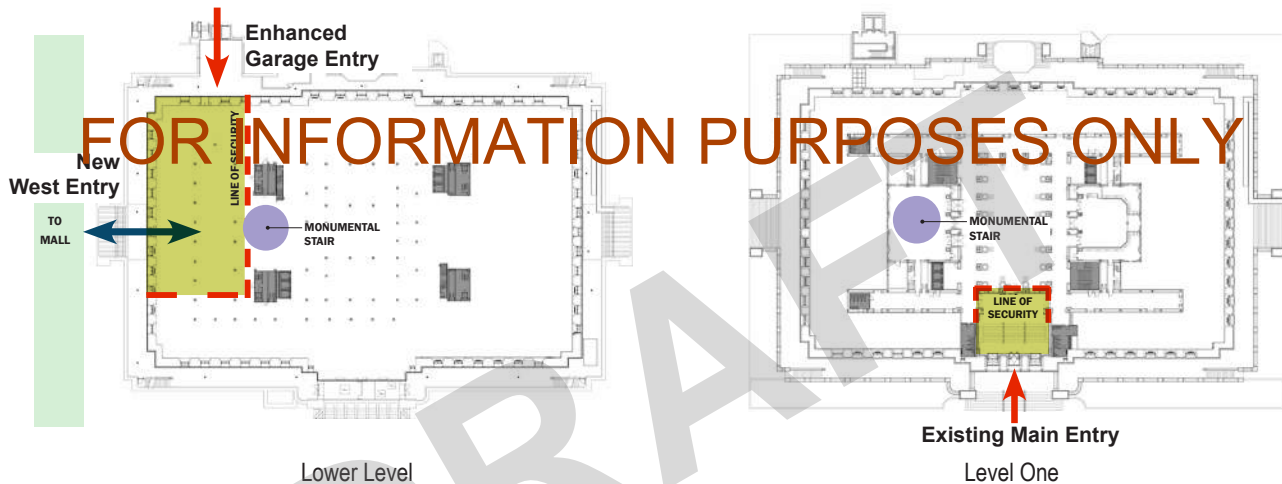 Enhanced
Garage Entry
FOR INFORMATION PURPOSES ONLY
New
West Entry
TO
MALL
LINE OF SECURITY
MONUMENTAL
STAIR
MONUMENTAL
STAIR
LINE OF
SECURITY
Existing Main Entry
Lower Level
Level One
DRAFT